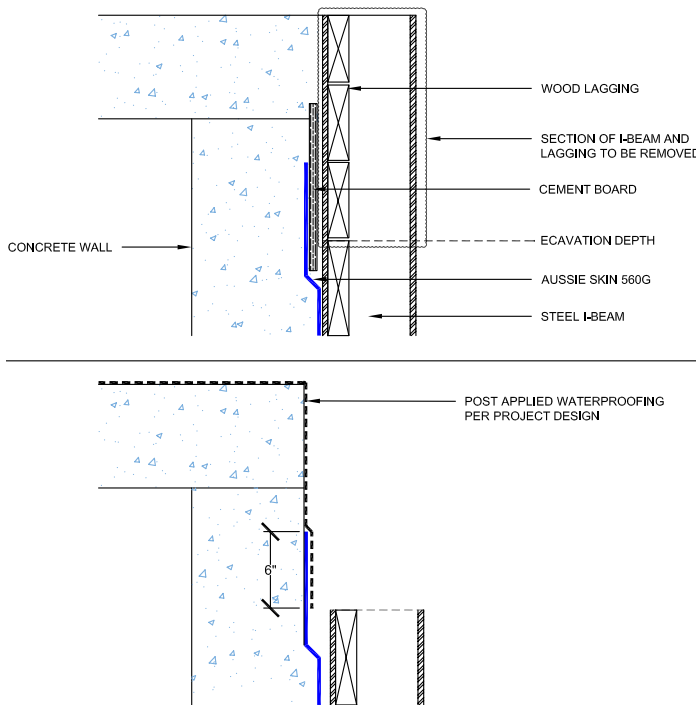 WOOD LAGGING
SECTION OF I-BEAM AND
LAGGING TO BE REMOVED
CEMENT BOARD
CONCRETE WALL
ECAVATION DEPTH
AUSSIE SKIN 560G
STEEL I-BEAM
POST APPLIED WATERPROOFING
PER PROJECT DESIGN
6"